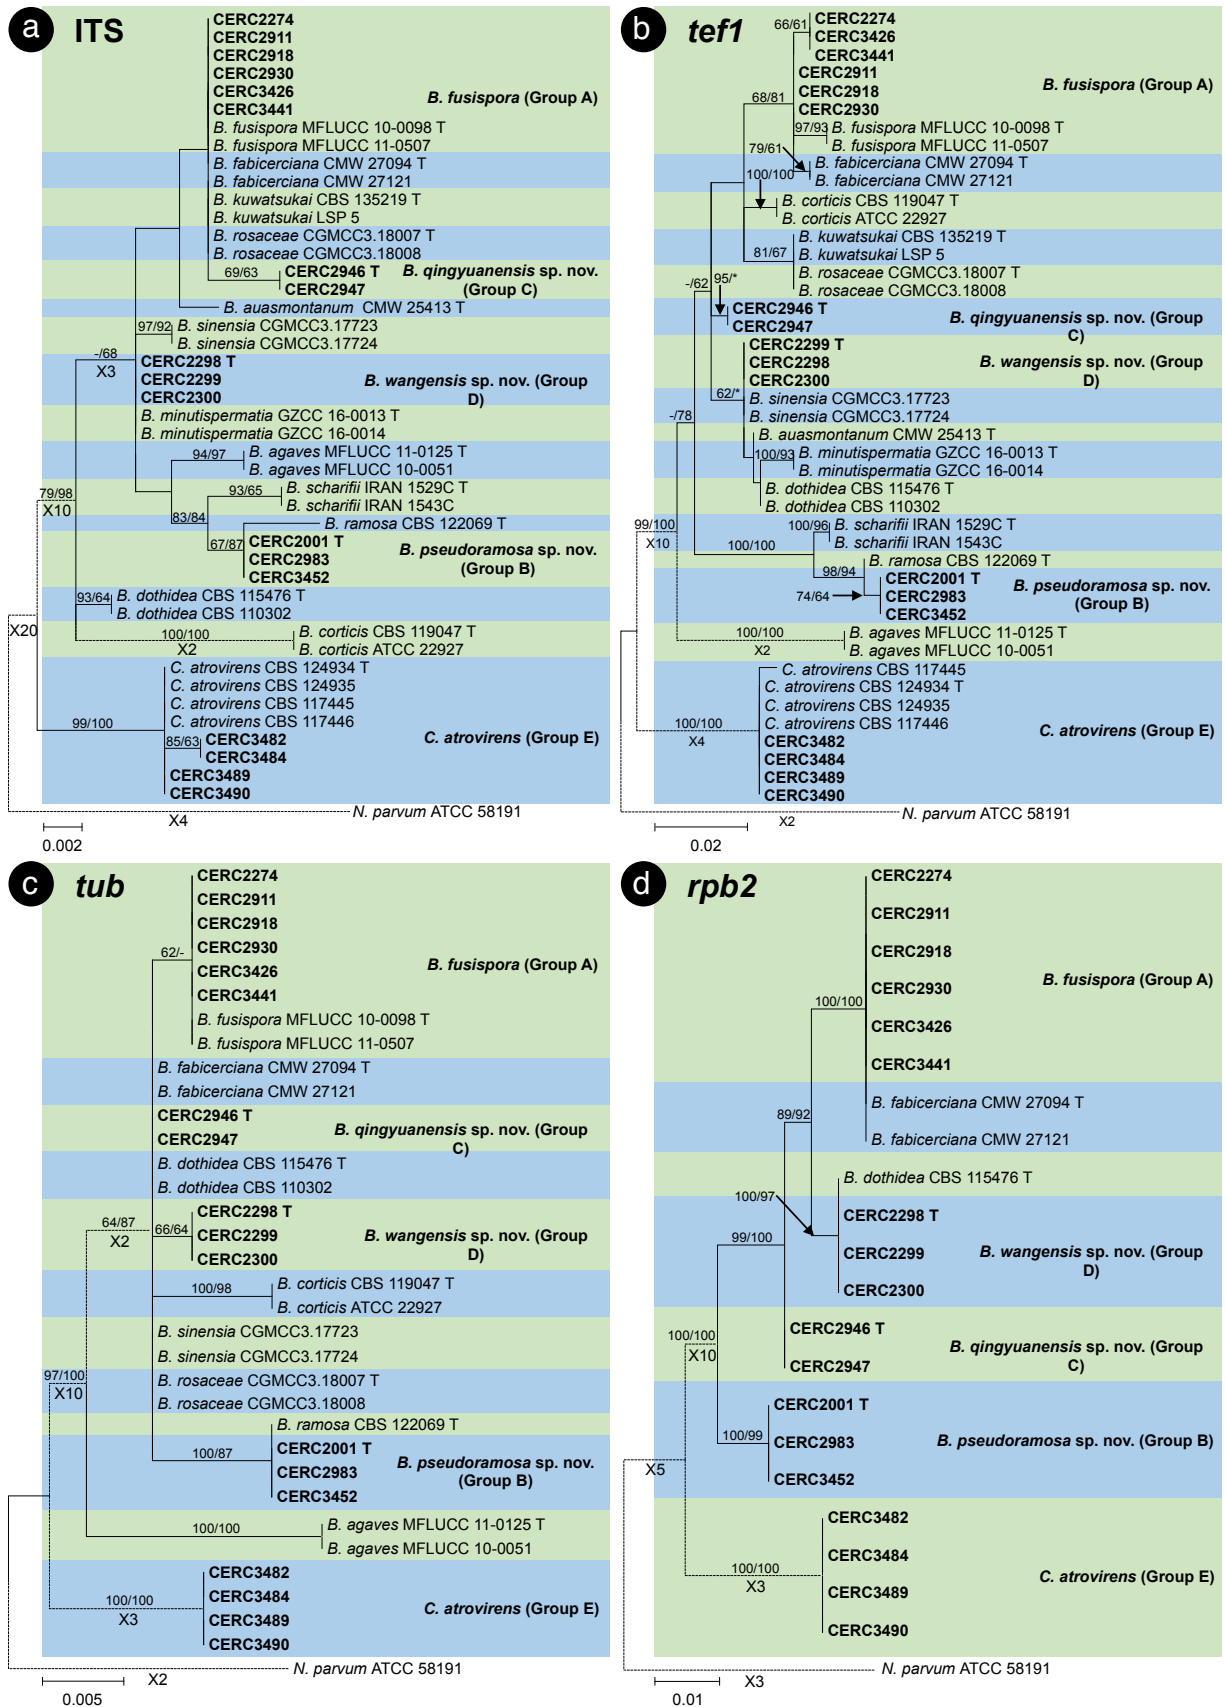 a ITS
CERC2274
CERC2911
CERC2918
CERC2930
CERC3426
CERC3441
B. fusispora (Group A)
B. fusispora MFLUCC 10-0098 T
B. fusispora MFLUCC 11-0507
B. fabicerciana CMW 27094 T
B. fabicerciana CMW 27121
B. kuwatsukai CBS 135219 T
B. kuwatsukai LSP 5
B. rosaceae CGMCC3.18007 T
B. rosaceae CGMCC3.18008
69/63
CERC2946 T
CERC2947
B. qingyuanensis sp. nov.
(Group C)
B. auasmontanum CMW 25413 T
97/92
B. sinensia CGMCC3.17723
B. sinensia CGMCC3.17724
-/68
X3
CERC2298 T
CERC2299
CERC2300
B. wangensis sp. nov. (Group
D)
B. minutispermatia GZCC 16-0013 T
B. minutispermatia GZCC 16-0014
94/97
B. agaves MFLUCC 11-0125 T
B. agaves MFLUCC 10-0051
79/98
X10
93/65
B. scharifii IRAN 1529C T
B. scharifii IRAN 1543C
83/84
B. ramosa CBS 122069 T
67/87
CERC2001 T
CERC2983
CERC3452
B. pseudoramosa sp. nov.
(Group B)
93/64
B. dothidea CBS 115476 T
B. dothidea CBS 110302
X20
100/100
X2
B. corticis CBS 119047 T
B. corticis ATCC 22927
C. atrovirens CBS 124934 T
C. atrovirens CBS 124935
C. atrovirens CBS 117445
C. atrovirens CBS 117446
99/100
85/63
CERC3482
CERC3484
CERC3489
CERC3490
C. atrovirens (Group E)
N. parvum ATCC 58191
X4
0.002
b tef1
66/61
CERC2274
CERC3426
CERC3441
CERC2911
CERC2918
CERC2930
B. fusispora (Group A)
68/81
97/93
B. fusispora MFLUCC 10-0098 T
B. fusispora MFLUCC 11-0507
79/61
B. fabicerciana CMW 27094 T
B. fabicerciana CMW 27121
100/100
B. corticis CBS 119047 T
B. corticis ATCC 22927
81/67
B. kuwatsukai CBS 135219 T
B. kuwatsukai LSP 5
B. rosaceae CGMCC3.18007 T
B. rosaceae CGMCC3.18008
-/62
95/*
CERC2946 T
CERC2947
B. qingyuanensis sp. nov. (Group
C)
CERC2299 T
CERC2298
CERC2300
B. wangensis sp. nov. (Group
D)
62/*
B. sinensia CGMCC3.17723
B. sinensia CGMCC3.17724
-/78
B. auasmontanum CMW 25413 T
100/93
B. minutispermatia GZCC 16-0013 T
B. minutispermatia GZCC 16-0014
B. dothidea CBS 115476 T
B. dothidea CBS 110302
99/100
X10
100/96
B. scharifii IRAN 1529C T
B. scharifii IRAN 1543C
100/100
B. ramosa CBS 122069 T
98/94
74/64
CERC2001 T
CERC2983
CERC3452
B. pseudoramosa sp. nov.
(Group B)
100/100
X2
B. agaves MFLUCC 11-0125 T
B. agaves MFLUCC 10-0051
C. atrovirens CBS 117445
C. atrovirens CBS 124934 T
C. atrovirens CBS 124935
C. atrovirens CBS 117446
100/100
X4
CERC3482
CERC3484
CERC3489
CERC3490
C. atrovirens (Group E)
N. parvum ATCC 58191
X2
0.02
c tub
CERC2274
CERC2911
CERC2918
CERC2930
CERC3426
CERC3441
62/-
B. fusispora (Group A)
B. fusispora MFLUCC 10-0098 T
B. fusispora MFLUCC 11-0507
B. fabicerciana CMW 27094 T
B. fabicerciana CMW 27121
CERC2946 T
CERC2947
B. qingyuanensis sp. nov. (Group
C)
B. dothidea CBS 115476 T
B. dothidea CBS 110302
64/87
X2
66/64
CERC2298 T
CERC2299
CERC2300
B. wangensis sp. nov. (Group
D)
100/98
B. corticis CBS 119047 T
B. corticis ATCC 22927
B. sinensia CGMCC3.17723
B. sinensia CGMCC3.17724
97/100
X10
B. rosaceae CGMCC3.18007 T
B. rosaceae CGMCC3.18008
B. ramosa CBS 122069 T
100/87
CERC2001 T
CERC2983
CERC3452
B. pseudoramosa sp. nov.
(Group B)
100/100
B. agaves MFLUCC 11-0125 T
B. agaves MFLUCC 10-0051
100/100
X3
CERC3482
CERC3484
CERC3489
CERC3490
C. atrovirens (Group E)
N. parvum ATCC 58191
X2
0.005
d rpb2
CERC2274
CERC2911
CERC2918
CERC2930
CERC3426
CERC3441
100/100
B. fusispora (Group A)
B. fabicerciana CMW 27094 T
B. fabicerciana CMW 27121
89/92
B. dothidea CBS 115476 T
100/97
CERC2298 T
CERC2299
CERC2300
B. wangensis sp. nov. (Group
D)
99/100
CERC2946 T
CERC2947
B. qingyuanensis sp. nov. (Group
C)
100/100
X10
100/99
CERC2001 T
CERC2983
CERC3452
B. pseudoramosa sp. nov. (Group B)
X5
100/100
X3
CERC3482
CERC3484
CERC3489
CERC3490
C. atrovirens (Group E)
N. parvum ATCC 58191
X3
0.01